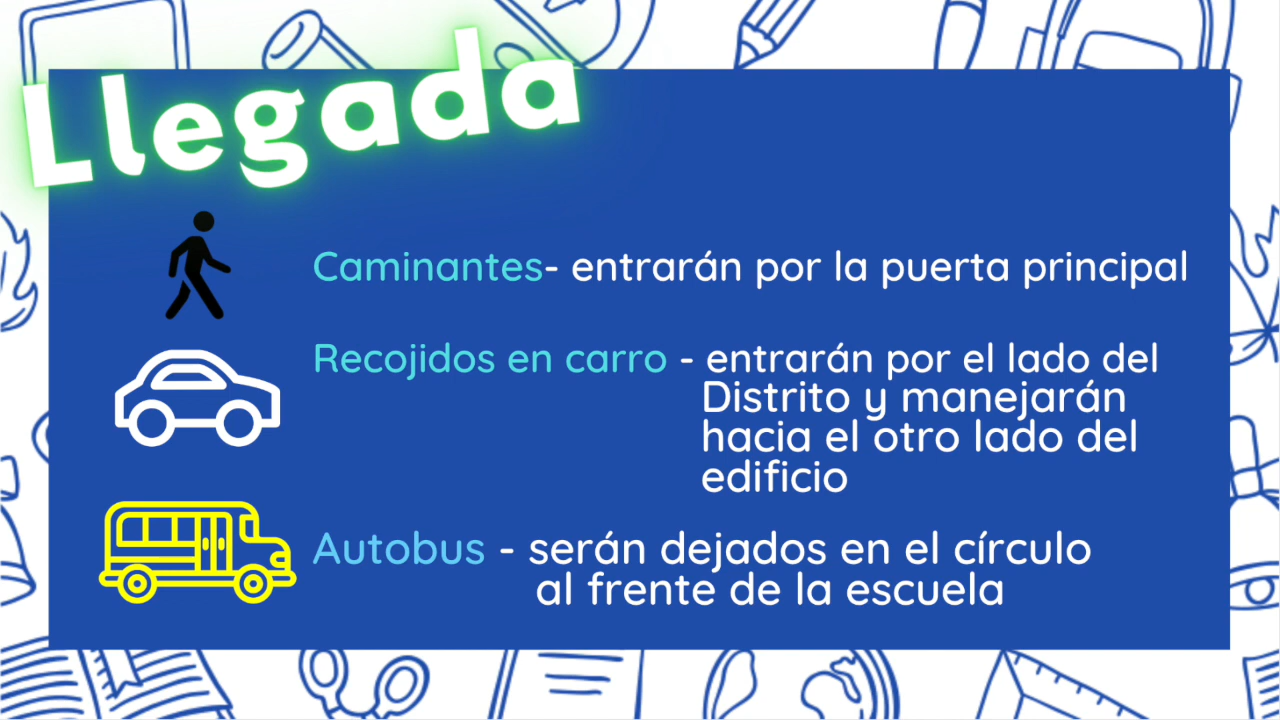 Llegada
Caminantes- entrarán por la puerta principal
Recojidos en carro - entrarán por el lado del
Distrito y manejarán
hacia el otro lado del
edificio
Autobus - serán dejados en el círculo
al frente de la escuela